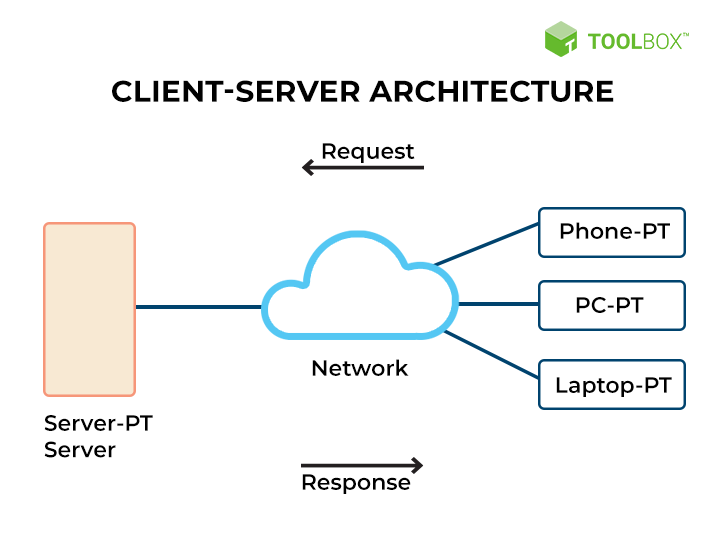 TOOLBOX™
CLIENT-SERVER ARCHITECTURE
Request
Phone-PT
PC-PT
Laptop-PT
Network
Server-PT
Server
Response